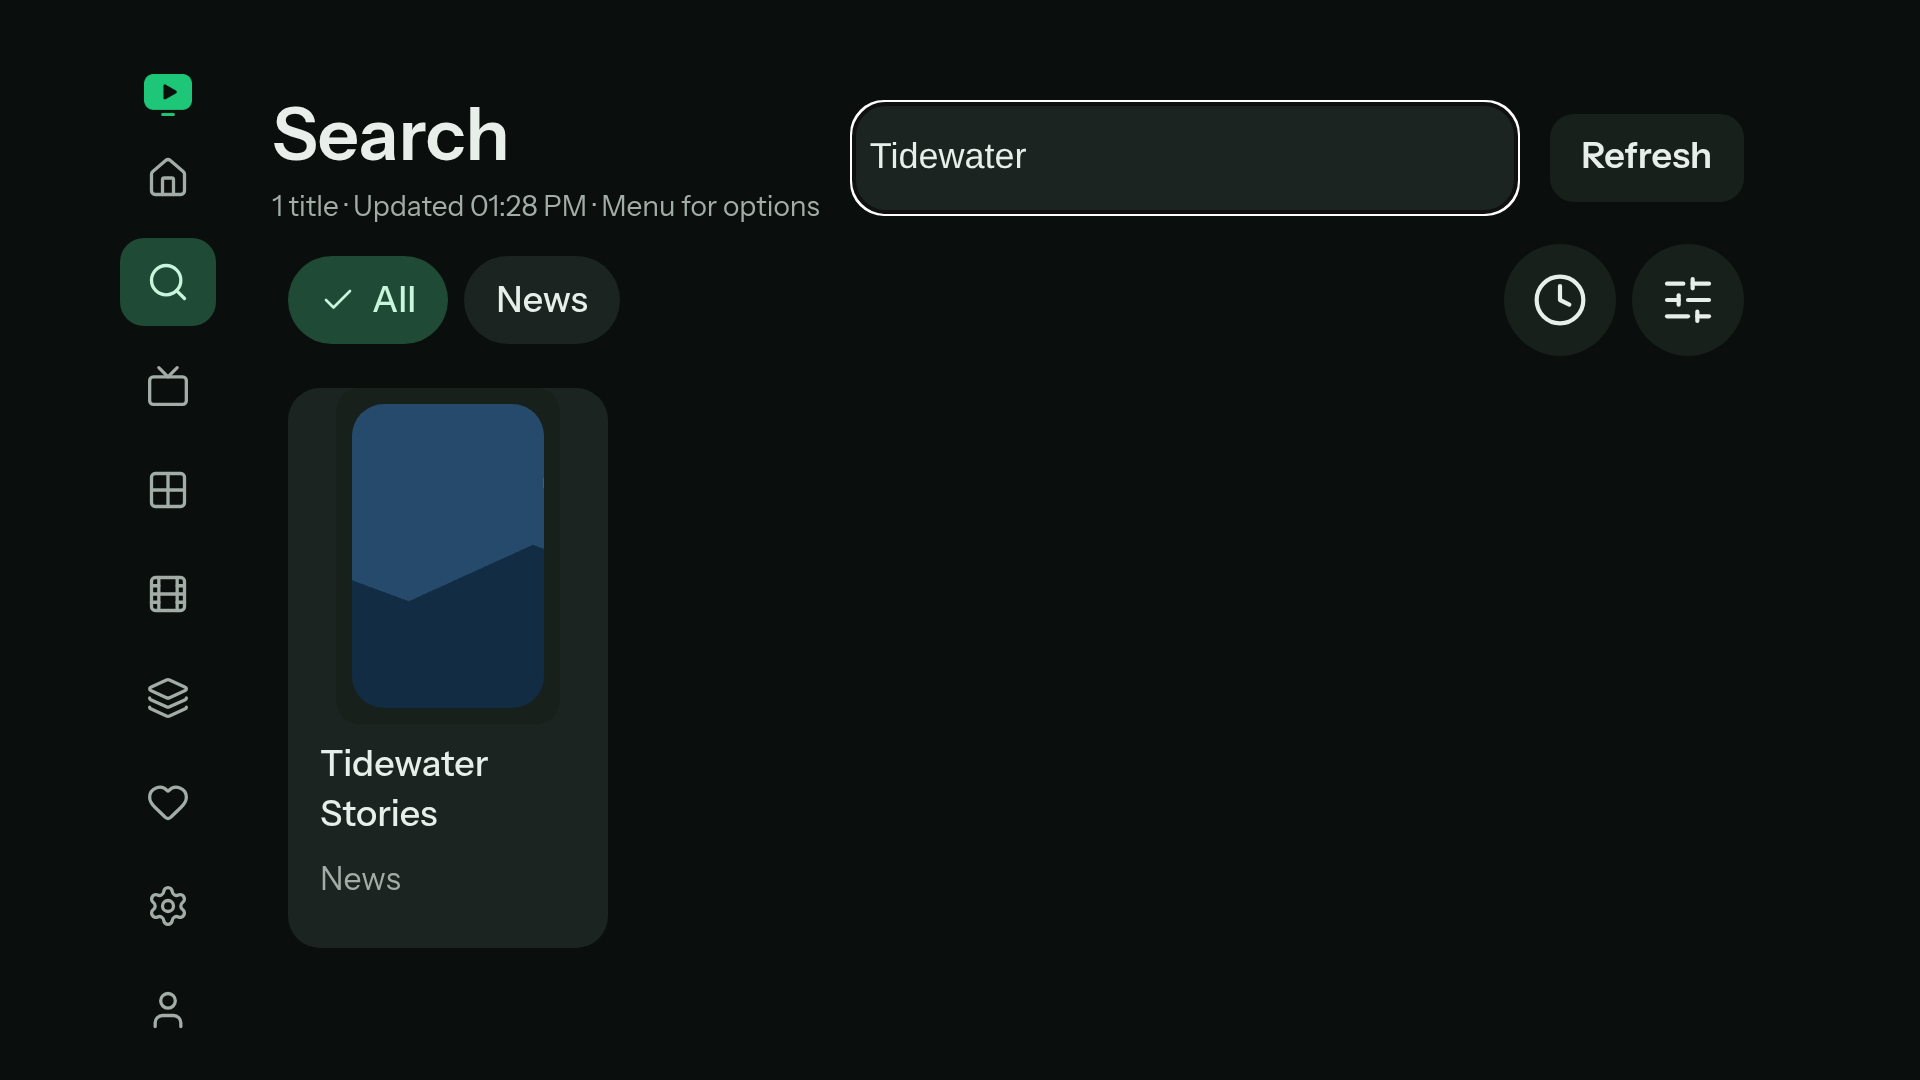 Search
1 title · Updated 01:28 PM · Menu for options
Tidewater
Refresh
All
News
Tidewater
Stories
News